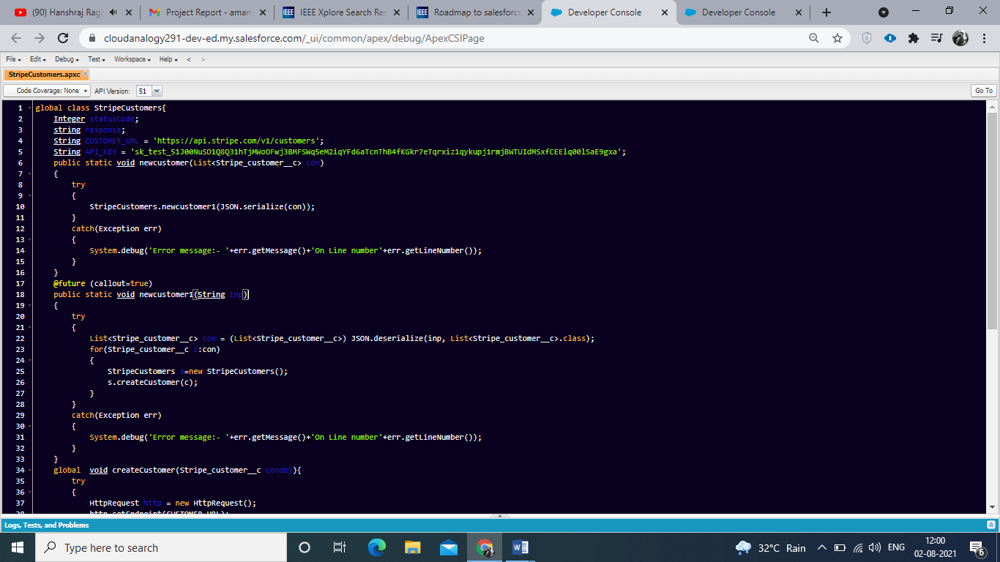 (90) Hanshraj Rag
Project Report - aman
IEEE Xplore Search Res
Roadmap to salesforce
Developer Console
Developer Console
cloudanalogy291-dev-ed.my.salesforce.com/_ui/common/apex/debug/ApexCSIPage
File Edit Debug Test Workspace Help < >
StripeCustomers.apxc
Code Coverage: None API Version: 51 Go To
1 global class StripeCustomers{
2 Integer statusCode;
3 string response;
4 String CUSTOMER_URL = 'https://api.stripe.com/v1/customers';
5 String API_KEY = '';
6 public static void newcustomer(List<Stripe_customer__c> con)
7 {
8 try
9 {
10 StripeCustomers.newcustomer1(JSON.serialize(con));
11 }
12 catch(Exception err)
13 {
14 System.debug('Error message:- '+err.getMessage()+'On Line number'+err.getLineNumber());
15 }
16 }
17 @future (callout=true)
18 public static void newcustomer1(String inp)
19 {
20 try
21 {
22 List<Stripe_customer__c> con = (List<Stripe_customer__c>) JSON.deserialize(inp, List<Stripe_customer__c>.class);
23 for(Stripe_customer__c c:con)
24 {
25 StripeCustomers s=new StripeCustomers();
26 s.createCustomer(c);
27 }
28 }
29 catch(Exception err)
30 {
31 System.debug('Error message:- '+err.getMessage()+'On Line number'+err.getLineNumber());
32 }
33 }
34 global void createCustomer(Stripe_customer__c conobj){
35 try
36 {
37 HttpRequest http = new HttpRequest();
38 http.setEndpoint(CUSTOMER_URL);
Logs, Tests, and Problems
Type here to search
32°C Rain
ENG
12:00
02-08-2021
6